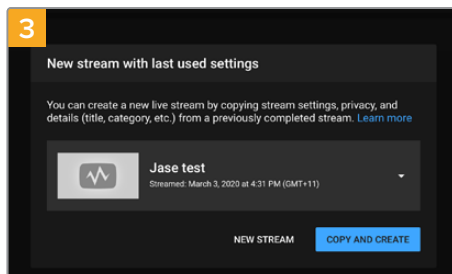 3
New stream with last used settings
You can create a new live stream by copying stream settings, privacy, and
details (title, category, etc.) from a previously completed stream. Learn more
Jase test
Streamed: March 3, 2020 at 4:31 PM (GMT+11)
NEW STREAM COPY AND CREATE